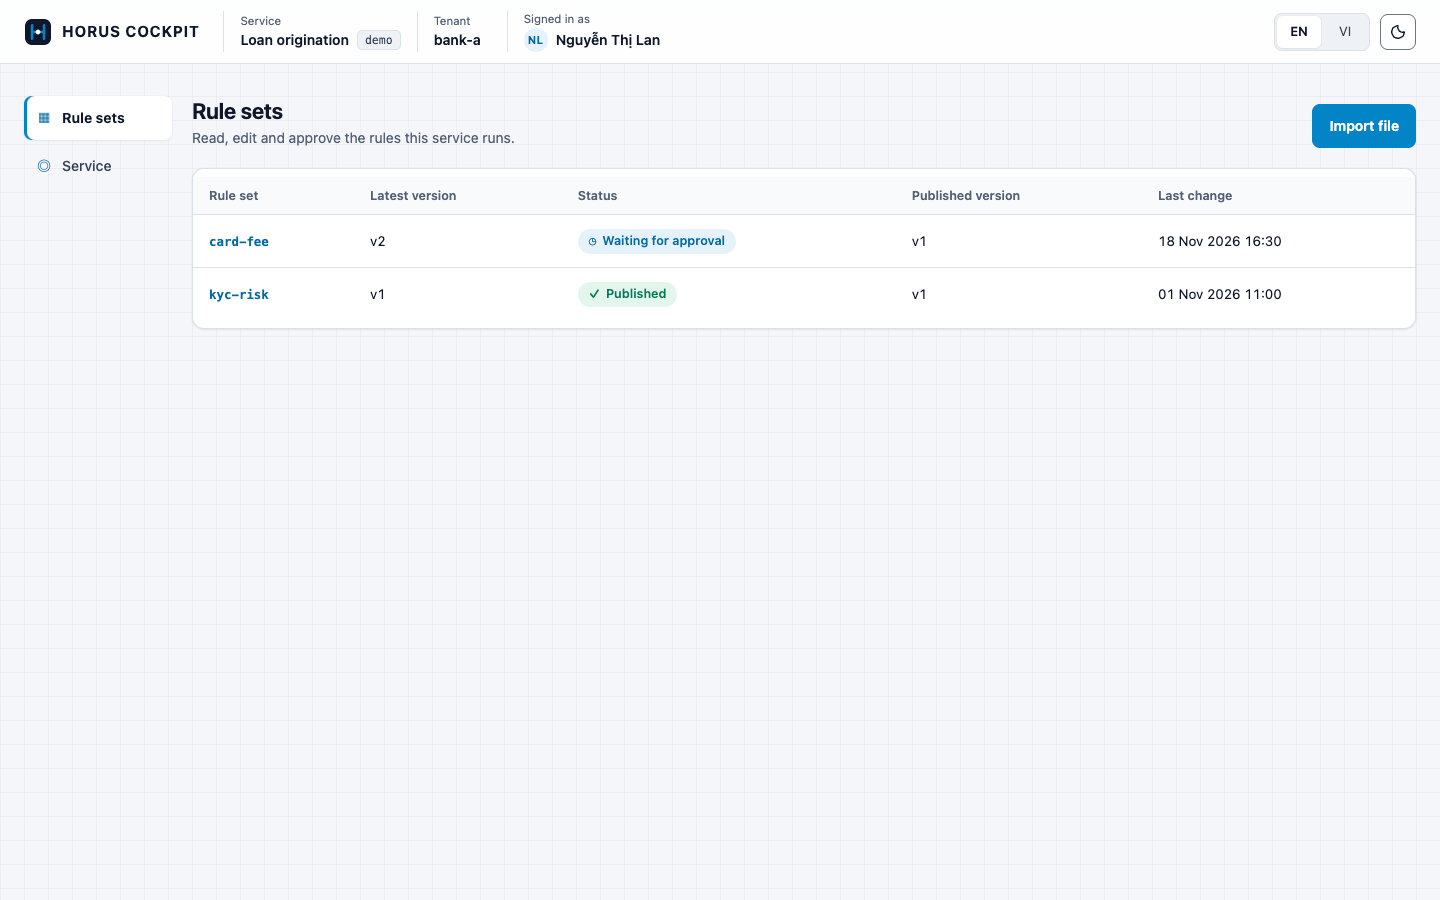 HORUS COCKPIT
Service
Loan origination demo
Tenant
bank-a
Signed in as
NL Nguyễn Thị Lan
EN VI
Rule sets
Service
Rule sets
Read, edit and approve the rules this service runs.
Import file
Rule set Latest version Status Published version Last change
card-fee v2 Waiting for approval v1 18 Nov 2026 16:30
kyc-risk v1 Published v1 01 Nov 2026 11:00